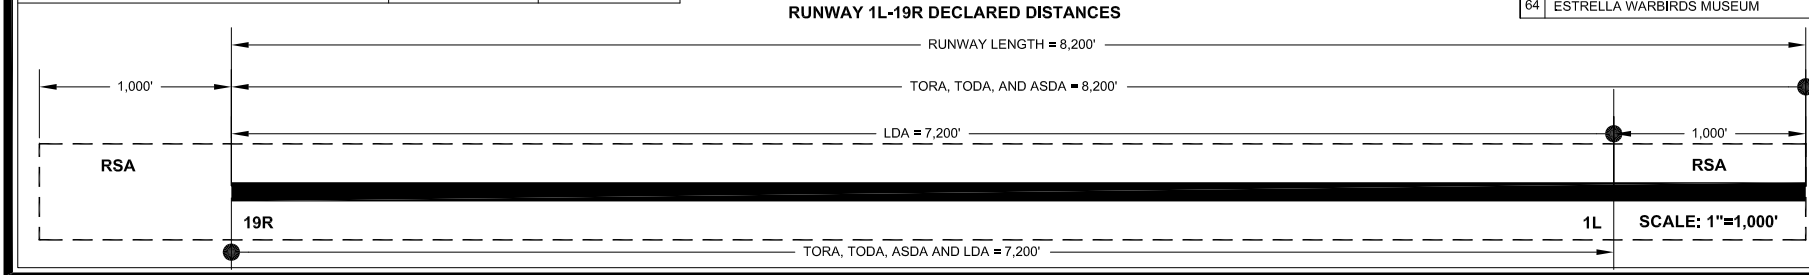 RUNWAY 1L-19R DECLARED DISTANCES
64 ESTRELLA WARBIRDS MUSEUM
RUNWAY LENGTH = 8,200'
1,000'
TORA, TODA, AND ASDA = 8,200'
LDA = 7,200'
1,000'
RSA
RSA
19R
1L
SCALE: 1"=1,000'
TORA, TODA, ASDA AND LDA = 7,200'